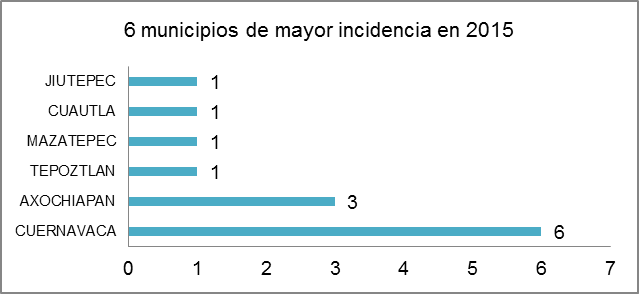 6 municipios de mayor incidencia en 2015
JIUTEPEC 1
CUAUTLA 1
MAZATEPEC 1
TEPOZTLAN 1
AXOCHIAPAN 3
CUERNAVACA 6
0 1 2 3 4 5 6 7